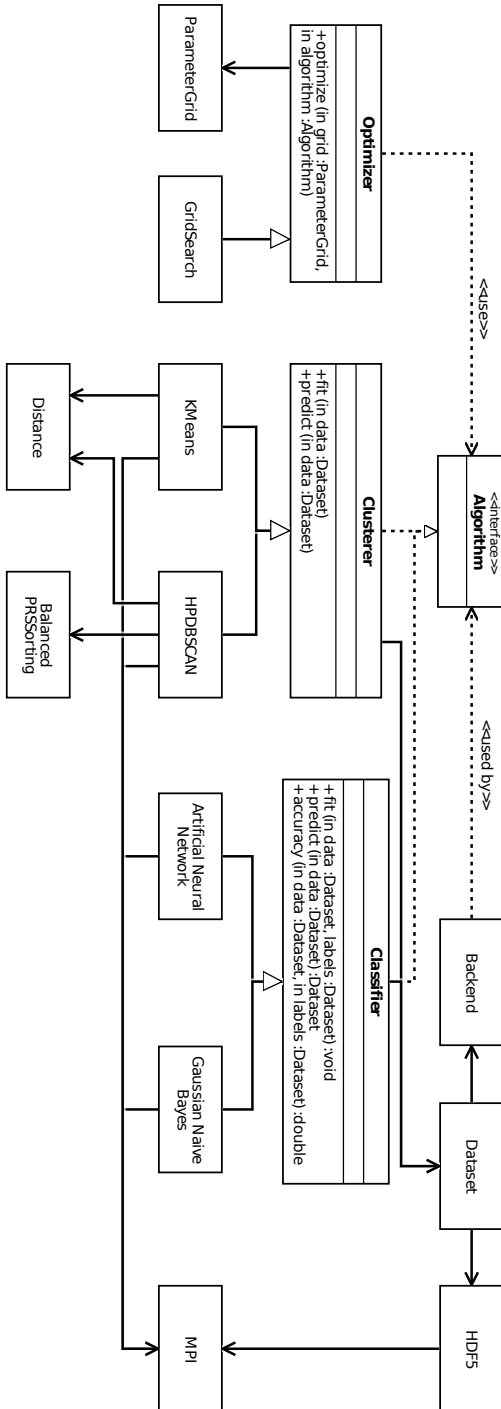 <<use>>
<<interface>>
Algorithm
<<used by>>
Backend
Dataset
HDF5
Optimizer
+optimize (in grid :ParameterGrid,
in algorithm :Algorithm)
Clusterer
+fit (in data :Dataset)
+predict (in data :Dataset)
Classifier
+ fit (in data :Dataset, labels :Dataset) :void
+ predict (in data :Dataset) :Dataset
+ accuracy (in data :Dataset, in labels :Dataset) :double
ParameterGrid
GridSearch
KMeans
HPDBSCAN
Artificial Neural
Network
Gaussian Naive
Bayes
MPI
Distance
Balanced
PRSSorting